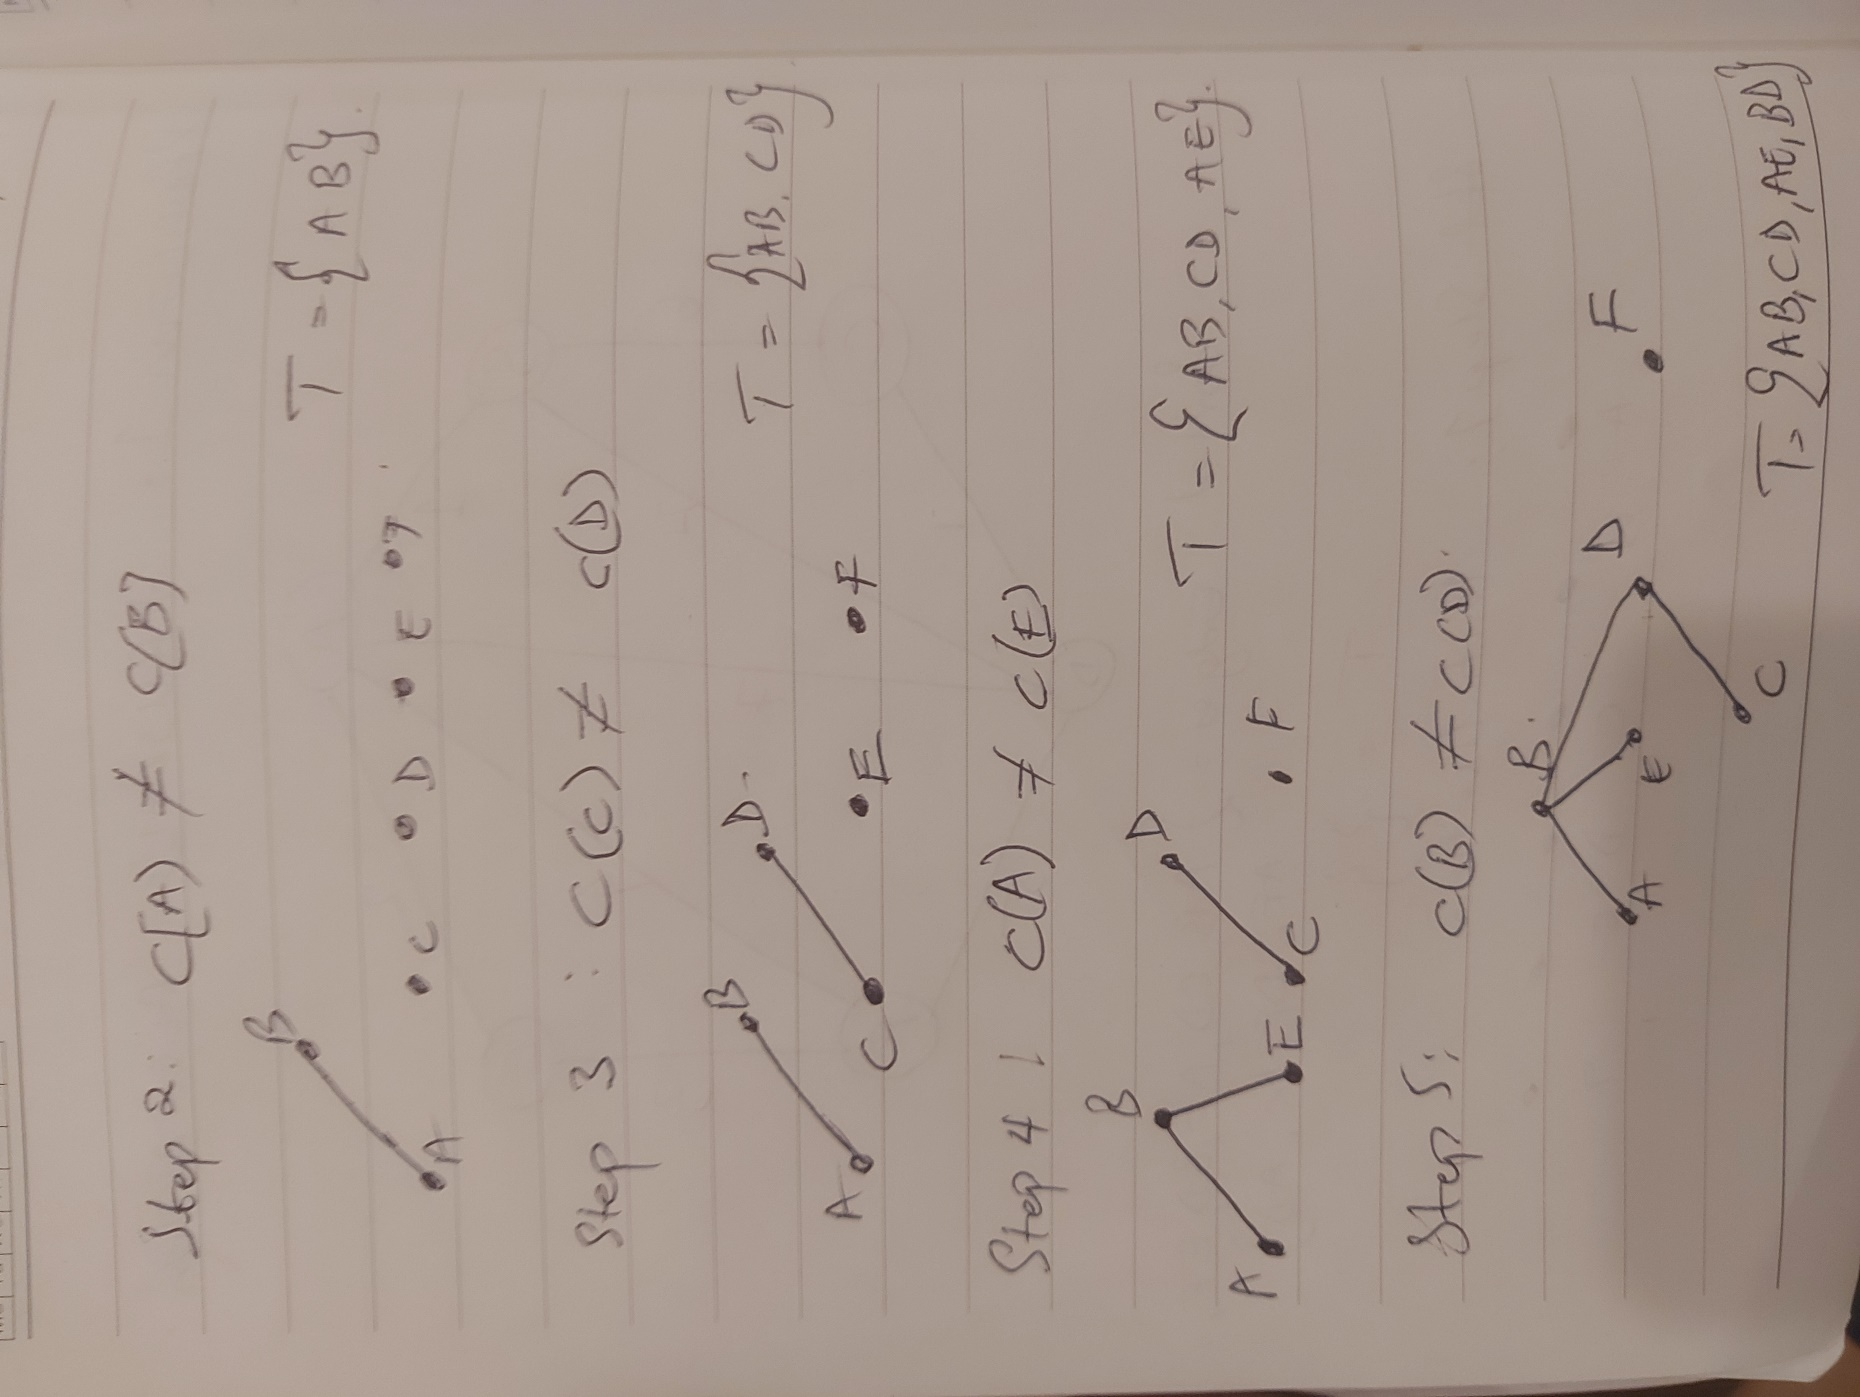 Step 2: C(A) ≠ C(B)
T = {AB}.
B
A
C
D
E
Step 3 : C(C) ≠ C(D)
T = {AB, CD}
B
D
A
C
E
F
Step 4 C(A) ≠ C(E)
T = {AB, CD, AE}.
B
D
A
E
C
F
Step 5: C(B) ≠ C(D).
B
D
F
A
E
C
T = {AB, CD, AE, BD}